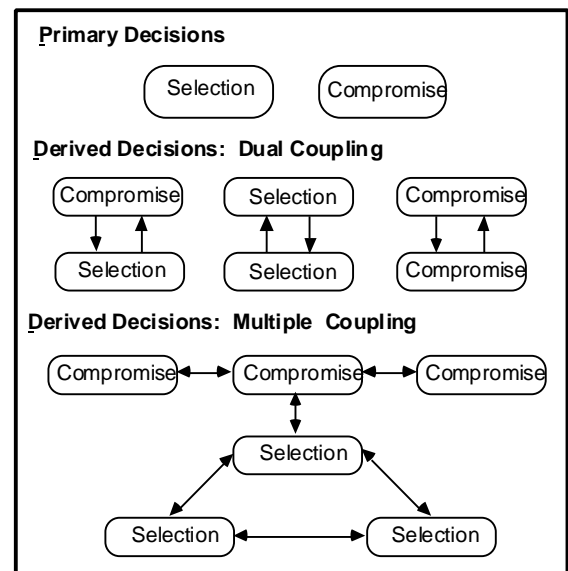 Primary Decisions
Selection Compromise
Derived Decisions: Dual Coupling
Compromise Selection Compromise
Selection Selection Compromise
Derived Decisions: Multiple Coupling
Compromise Compromise Compromise
Selection
Selection Selection